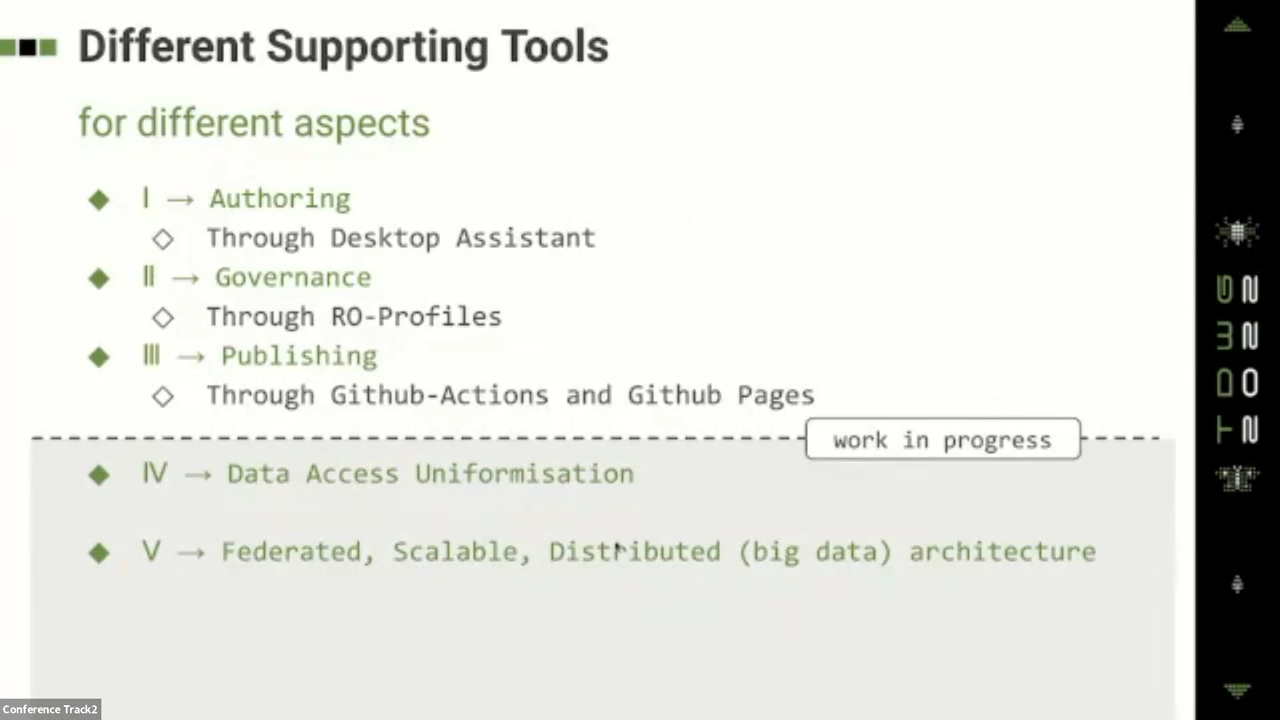 Different Supporting Tools
for different aspects
◆ Ⅰ → Authoring
◇ Through Desktop Assistant
◆ Ⅱ → Governance
◇ Through RO-Profiles
◆ Ⅲ → Publishing
◇ Through Github-Actions and Github Pages
work in progress
◆ Ⅳ → Data Access Uniformisation
◆ Ⅴ → Federated, Scalable, Distributed (big data) architecture
Conference Track2